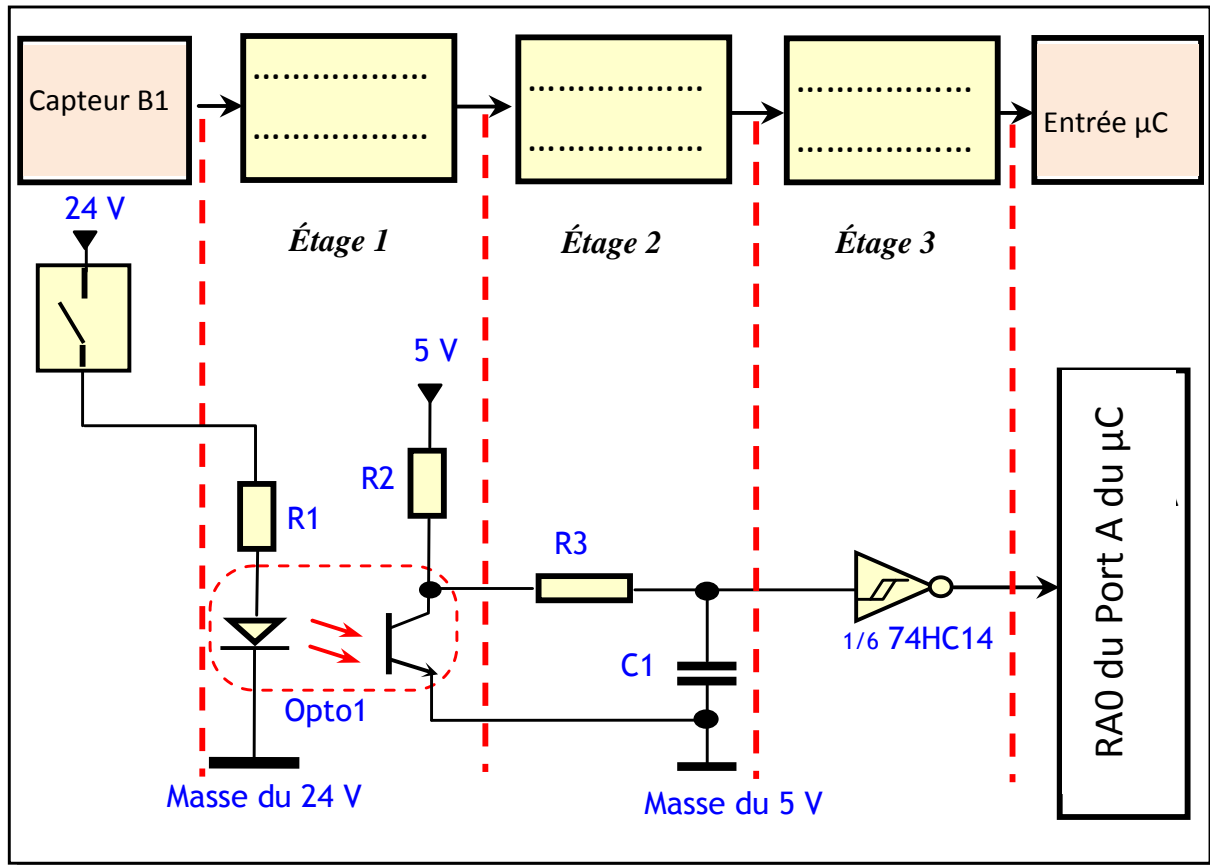 Capteur B1
........................
........................
........................
........................
........................
........................
Entrée µC
24 V
Étage 1
Étage 2
Étage 3
5 V
R2
R1
R3
1/6 74HC14
C1
Opto1
Masse du 24 V
Masse du 5 V
RA0 du Port A du µC